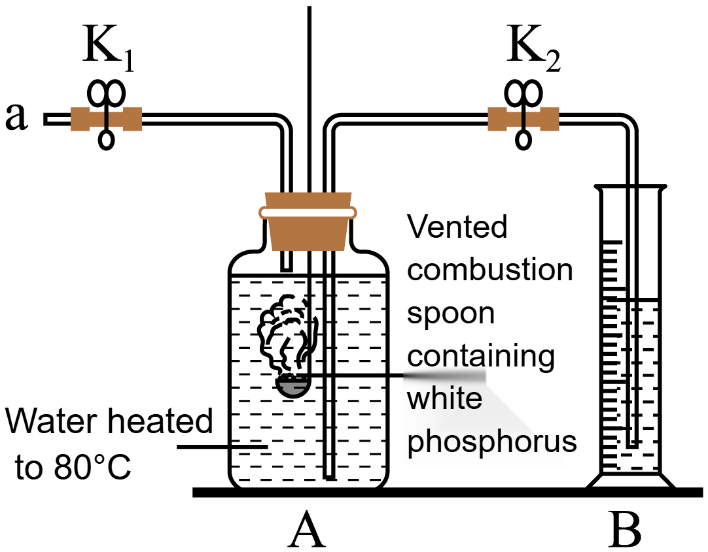 K1
K2
a
Vented
combustion
spoon
containing
white
phosphorus
Water heated
to 80°C
A
B